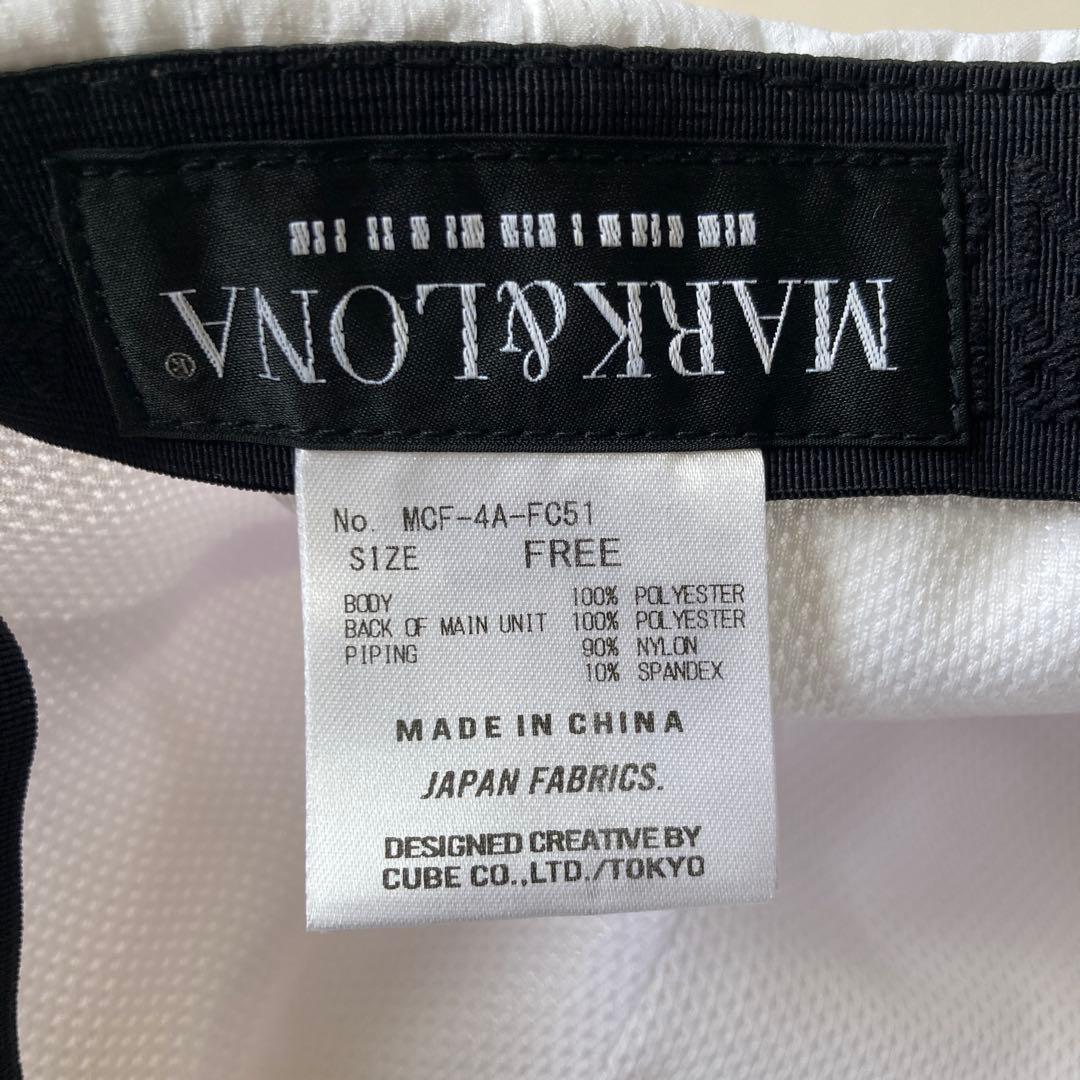 MARK&LONA®
No. MCF-4A-FC51
SIZE FREE
BODY 100% POLYESTER
BACK OF MAIN UNIT 100% POLYESTER
PIPING 90% NYLON
10% SPANDEX
MADE IN CHINA
JAPAN FABRICS.
DESIGNED CREATIVE BY
CUBE CO.,LTD./TOKYO